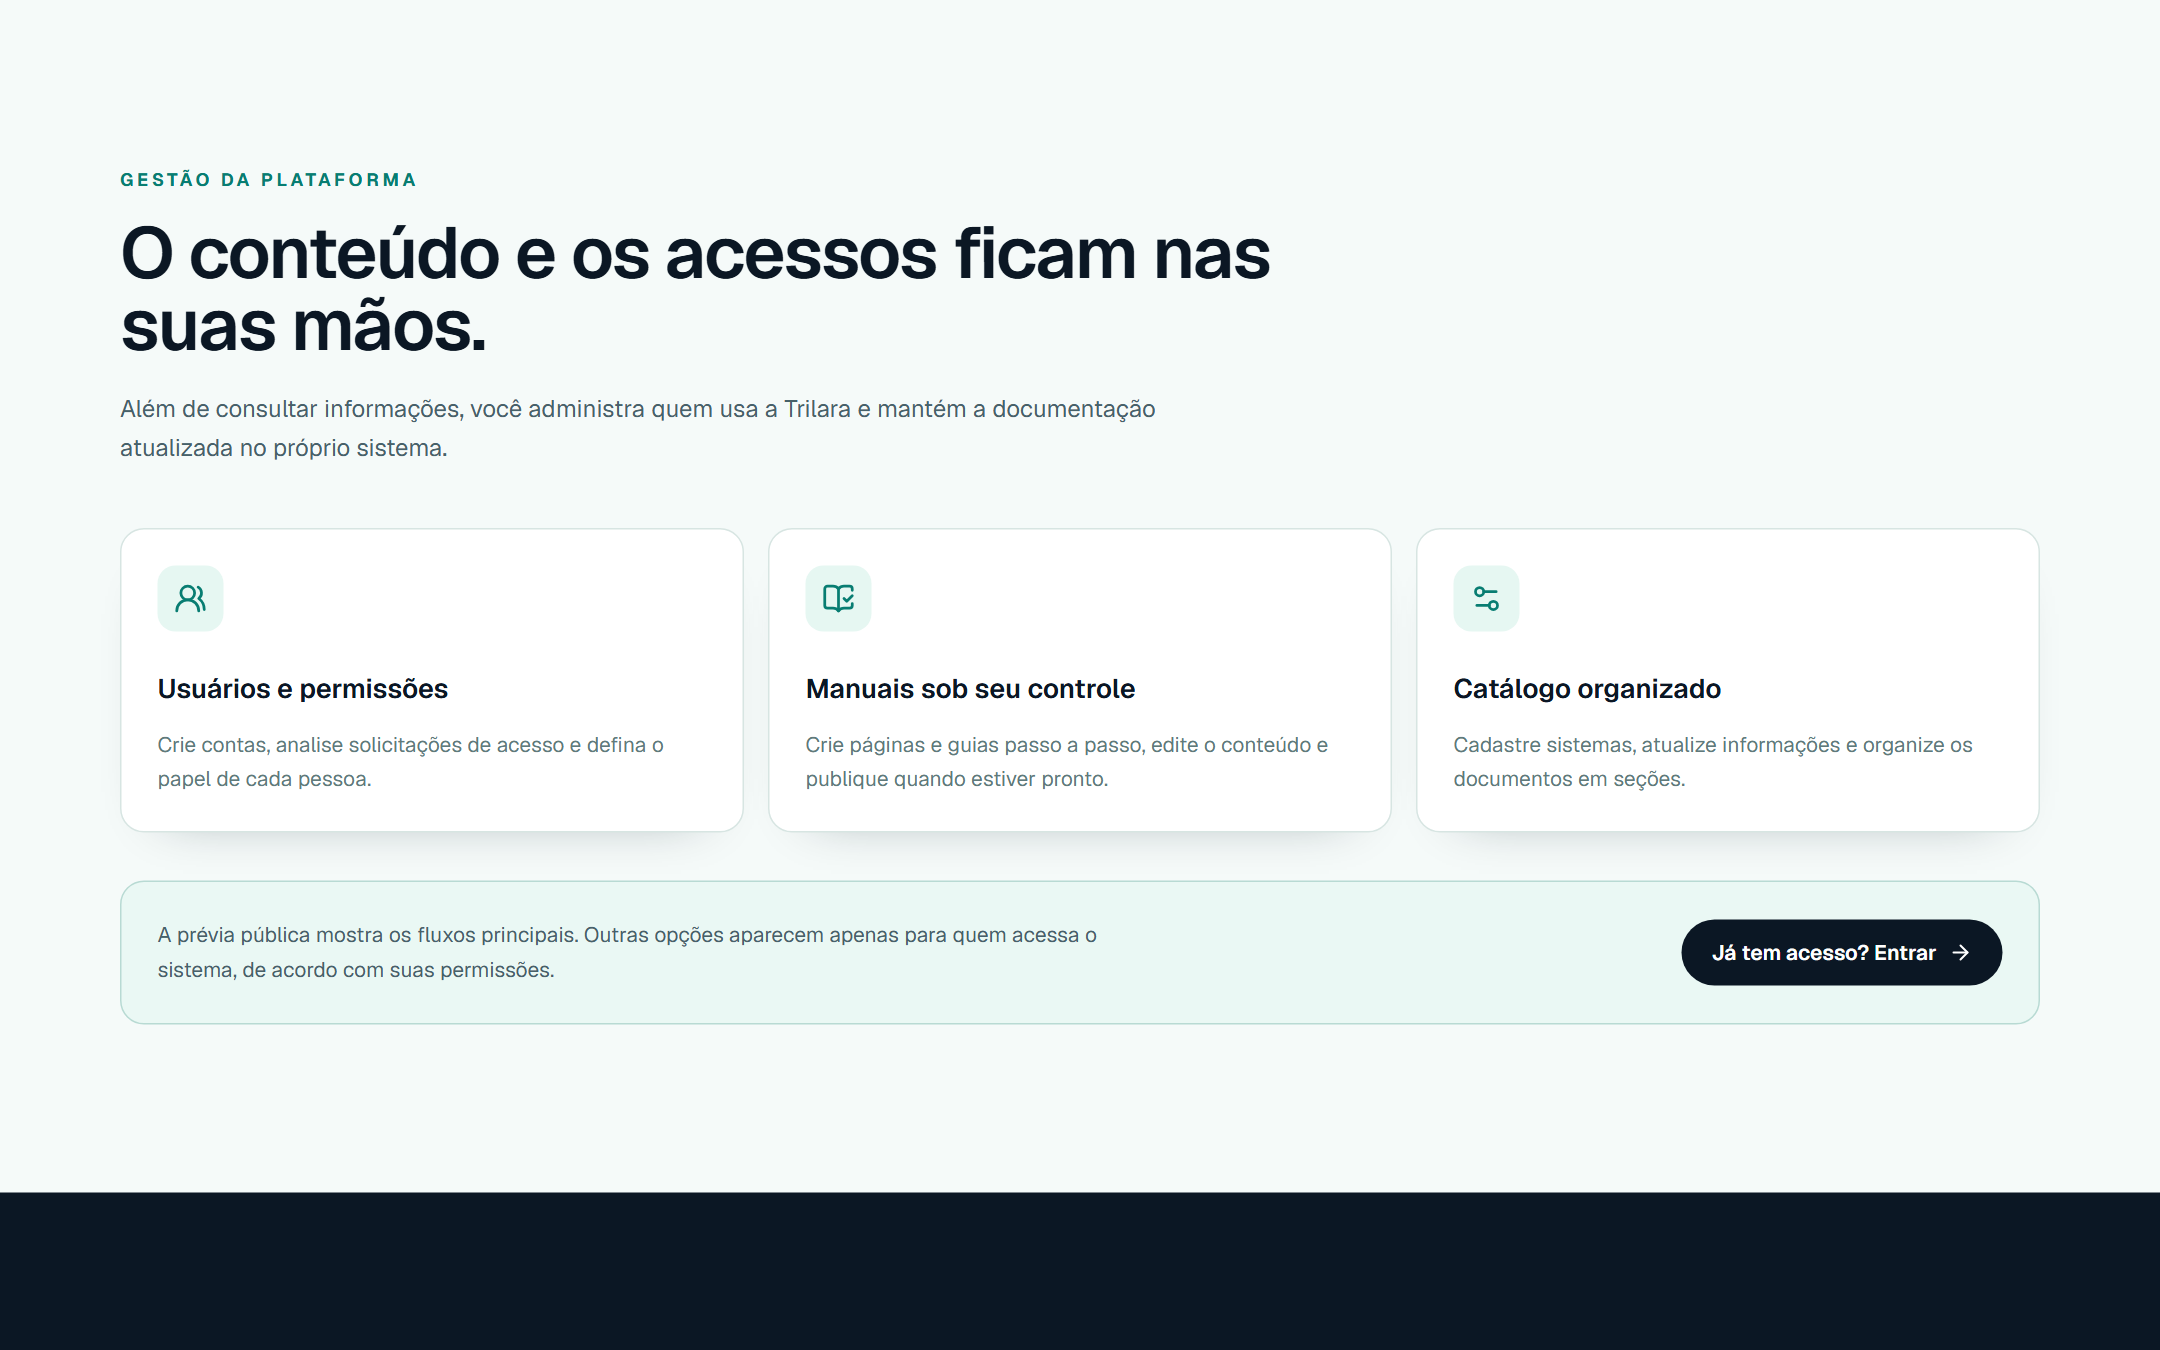 GESTÃO DA PLATAFORMA
O conteúdo e os acessos ficam nas
suas mãos.
Além de consultar informações, você administra quem usa a Trilara e mantém a documentação
atualizada no próprio sistema.
Usuários e permissões
Crie contas, analise solicitações de acesso e defina o
papel de cada pessoa.
Manuais sob seu controle
Crie páginas e guias passo a passo, edite o conteúdo e
publique quando estiver pronto.
Catálogo organizado
Cadastre sistemas, atualize informações e organize os
documentos em seções.
A prévia pública mostra os fluxos principais. Outras opções aparecem apenas para quem acessa o
sistema, de acordo com suas permissões.
Já tem acesso? Entrar →